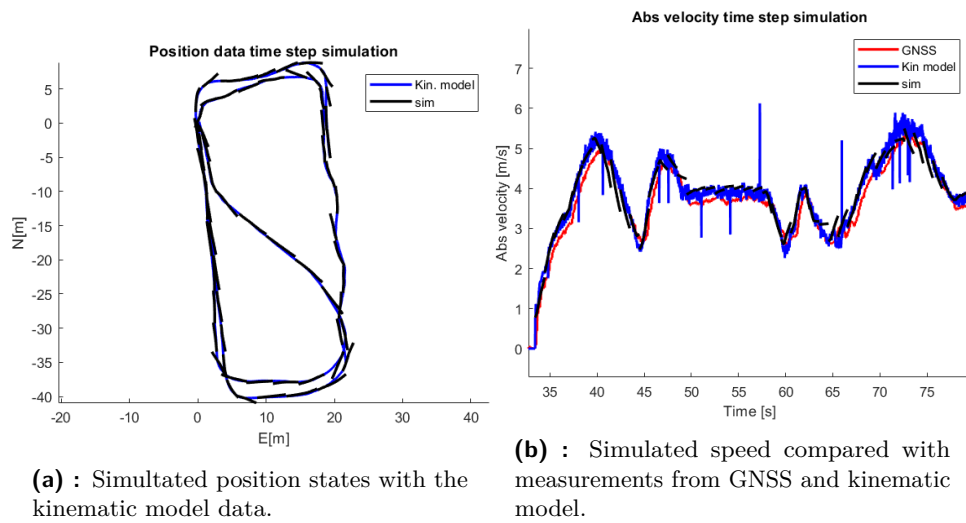 Position data time step simulation
Kin. model
sim
5
0
-5
-10
-15
-20
-25
-30
-35
-40
N[m]
-20
-10
0
10
20
30
40
E[m]
(a) : Simultated position states with the
kinematic model data.
Abs velocity time step simulation
GNSS
Kin model
sim
7
6
5
4
3
2
1
0
Abs velocity [m/s]
35
40
45
50
55
60
65
70
75
Time [s]
(b) : Simulated speed compared with
measurements from GNSS and kinematic
model.